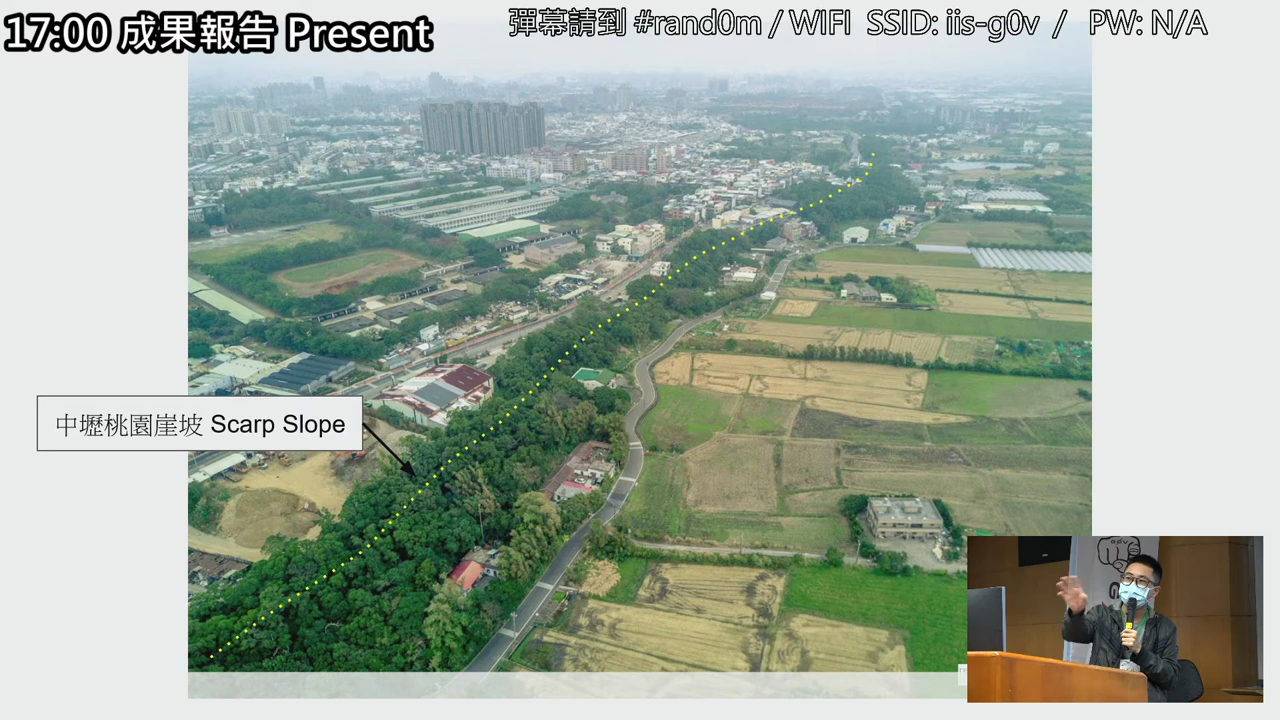 17:00 成果報告 Present
彈幕請到 #rand0m / WIFI SSID: iis-g0v / PW: N/A
中壢桃園崖坡 Scarp Slope